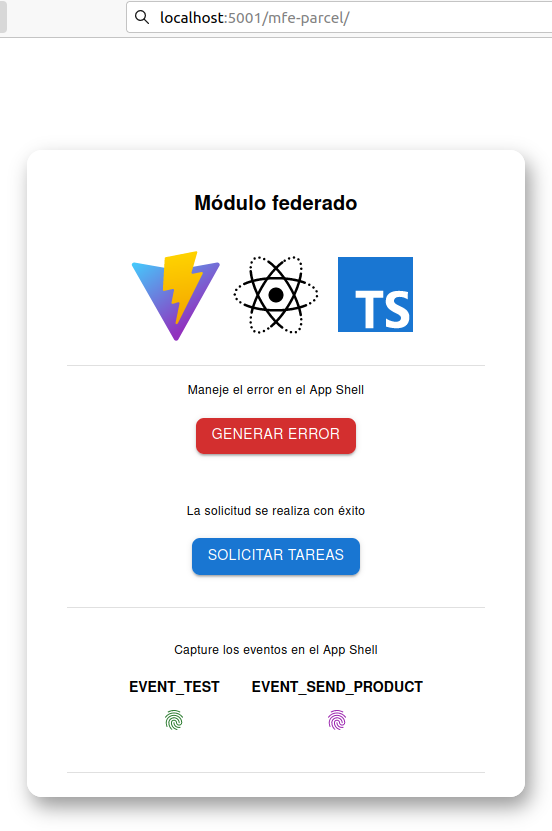 localhost:5001/mfe-parcel/
Módulo federado
TS
Maneje el error en el App Shell
GENERAR ERROR
La solicitud se realiza con éxito
SOLICITAR TAREAS
Capture los eventos en el App Shell
EVENT_TEST EVENT_SEND_PRODUCT